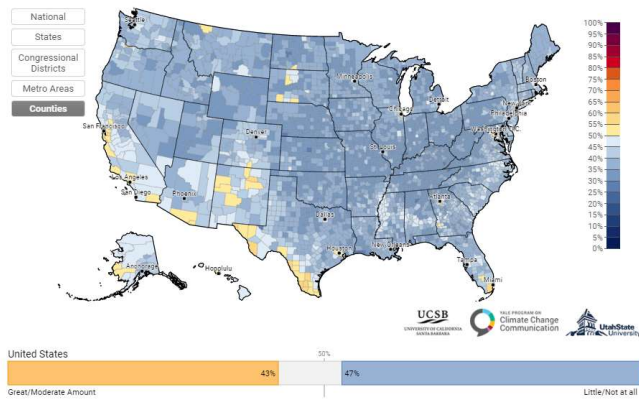 National
States
Congressional
Districts
Metro Areas
Counties
Seattle
Minneapolis
Boston
Detroit
New York
Chicago
Philadelphia
San Francisco
Denver
Washington D.C.
St. Louis
Los Angeles
San Diego
Phoenix
Atlanta
Dallas
Houston
New Orleans
Tampa
Miami
Anchorage
Honolulu
100%
95%
90%
85%
80%
75%
70%
65%
60%
55%
50%
45%
40%
35%
30%
25%
20%
15%
10%
5%
0%
UCSB
UNIVERSITY OF CALIFORNIA
SANTA BARBARA
YALE PROGRAM ON
Climate Change
Communication
UtahState
University
United States
50%
43%
47%
Great/Moderate Amount
Little/Not at all